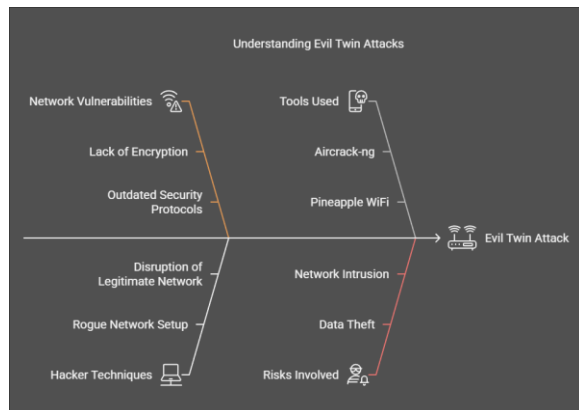 Understanding Evil Twin Attacks
Network Vulnerabilities
Tools Used
Lack of Encryption
Aircrack-ng
Outdated Security
Protocols
Pineapple WiFi
Evil Twin Attack
Disruption of
Legitimate Network
Network Intrusion
Rogue Network Setup
Data Theft
Hacker Techniques
Risks Involved